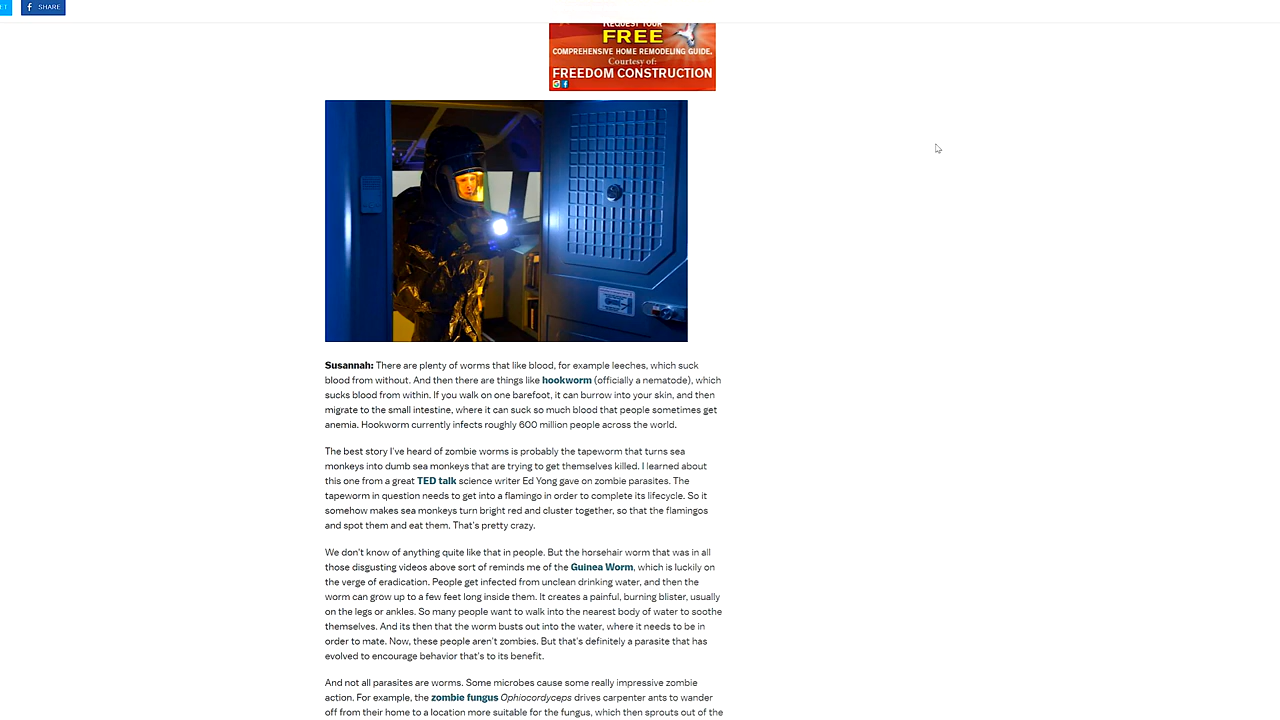 ET
SHARE
REQUEST YOUR
FREE
COMPREHENSIVE HOME REMODELING GUIDE.
Courtesy of:
FREEDOM CONSTRUCTION
Susannah: There are plenty of worms that like blood, for example leeches, which suck
blood from without. And then there are things like hookworm (officially a nematode), which
sucks blood from within. If you walk on one barefoot, it can burrow into your skin, and then
migrate to the small intestine, where it can suck so much blood that people sometimes get
anemia. Hookworm currently infects roughly 600 million people across the world.
The best story I've heard of zombie worms is probably the tapeworm that turns sea
monkeys into dumb sea monkeys that are trying to get themselves killed. I learned about
this one from a great TED talk science writer Ed Yong gave on zombie parasites. The
tapeworm in question needs to get into a flamingo in order to complete its lifecycle. So it
somehow makes sea monkeys turn bright red and cluster together, so that the flamingos
and spot them and eat them. That's pretty crazy.
We don't know of anything quite like that in people. But the horsehair worm that was in all
those disgusting videos above sort of reminds me of the Guinea Worm, which is luckily on
the verge of eradication. People get infected from unclean drinking water, and then the
worm can grow up to a few feet long inside them. It creates a painful, burning blister, usually
on the legs or ankles. So many people want to walk into the nearest body of water to soothe
themselves. And its then that the worm busts out into the water, where it needs to be in
order to mate. Now, these people aren't zombies. But that's definitely a parasite that has
evolved to encourage behavior that's to its benefit.
And not all parasites are worms. Some microbes cause some really impressive zombie
action. For example, the zombie fungus Ophiocordyceps drives carpenter ants to wander
off from their home to a location more suitable for the fungus, which then sprouts out of the